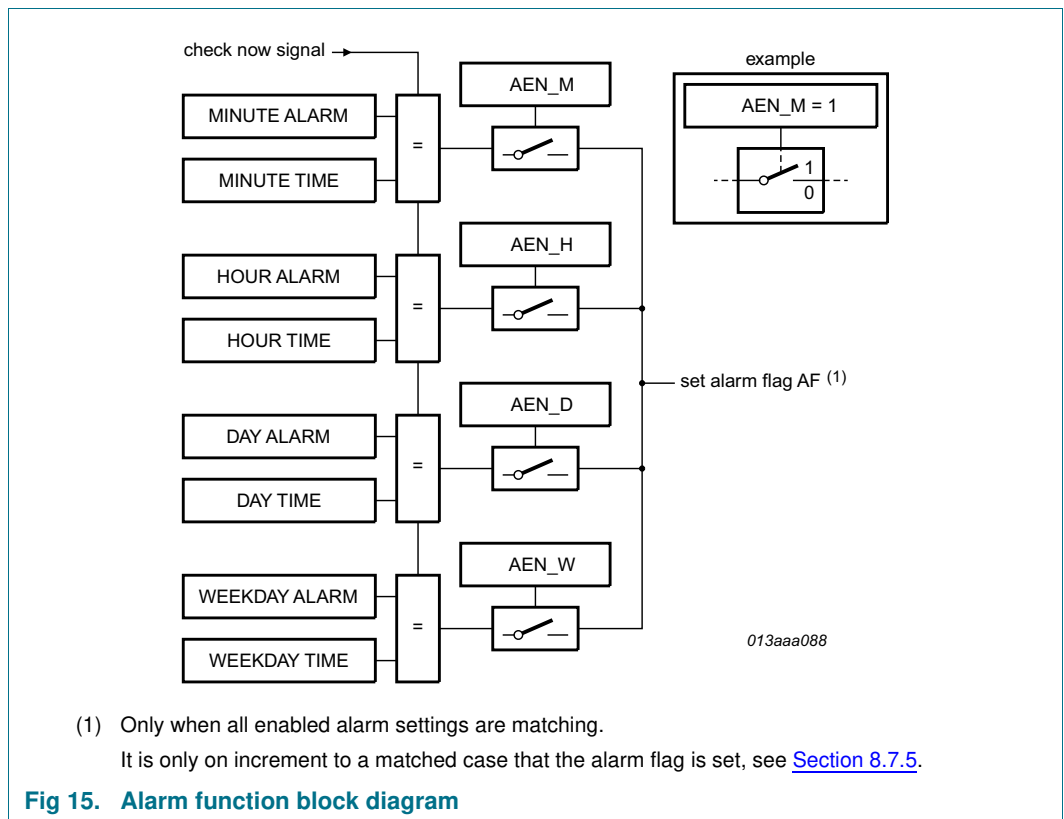 check now signal
example
AEN_M
AEN_M = 1
MINUTE ALARM
=
MINUTE TIME
1
0
AEN_H
HOUR ALARM
=
HOUR TIME
set alarm flag AF (1)
AEN_D
DAY ALARM
=
DAY TIME
AEN_W
WEEKDAY ALARM
=
WEEKDAY TIME
013aaa088
(1) Only when all enabled alarm settings are matching.
It is only on increment to a matched case that the alarm flag is set, see Section 8.7.5.
Fig 15. Alarm function block diagram